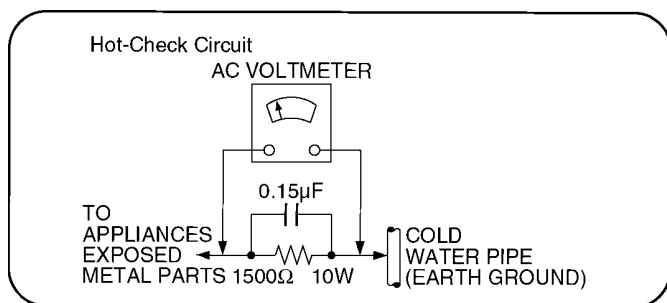 Hot-Check Circuit
AC VOLTMETER
0.15μF
TO
APPLIANCES
EXPOSED
METAL PARTS
1500Ω
10W
COLD
WATER PIPE
(EARTH GROUND)